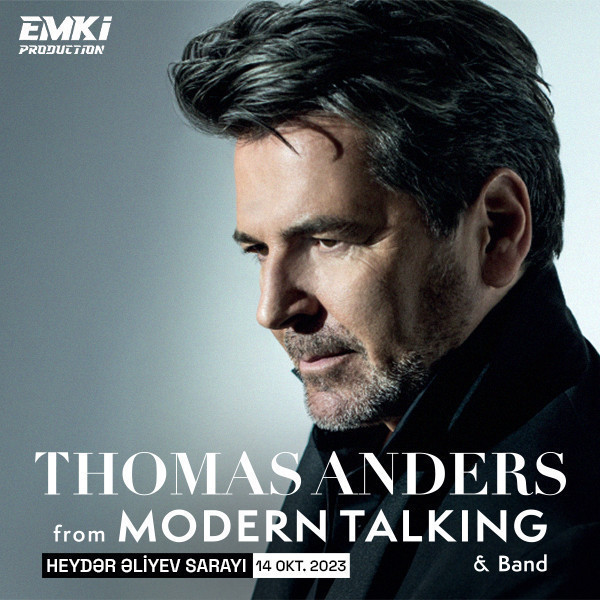 EMKi
PRODUCTION
THOMAS ANDERS
from MODERN TALKING
& Band
HEYDƏR ƏLİYEV SARAYI 14 OKT. 2023